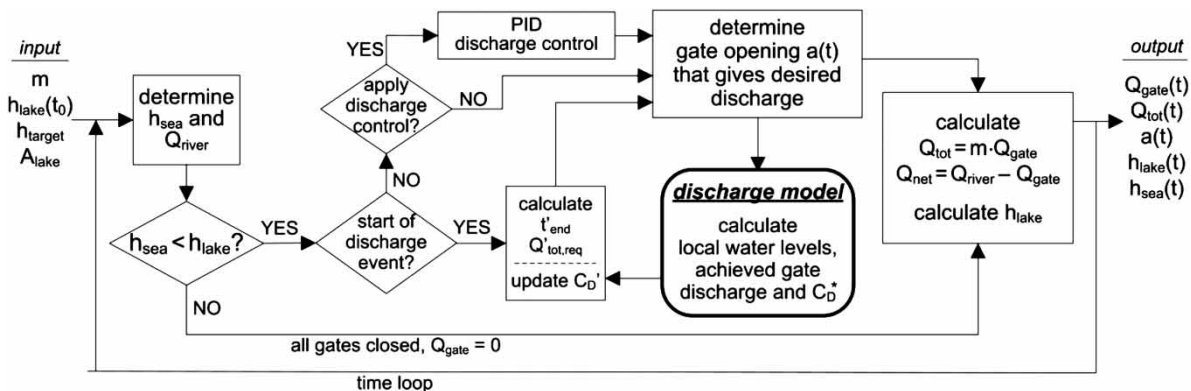 input
m
h_lake(t_0)
h_target
A_lake
determine
h_sea and
Q_river
h_sea < h_lake?
YES
NO
start of
discharge
event?
NO
YES
apply
discharge
control?
YES
NO
PID
discharge control
calculate
t'_end
Q'_tot,req
update C_D'
determine
gate opening a(t)
that gives desired
discharge
discharge model
calculate
local water levels,
achieved gate
discharge and C_D^*
calculate
Q_tot = m·Q_gate
Q_net = Q_river − Q_gate
calculate h_lake
output
Q_gate(t)
Q_tot(t)
a(t)
h_lake(t)
h_sea(t)
all gates closed, Q_gate = 0
time loop